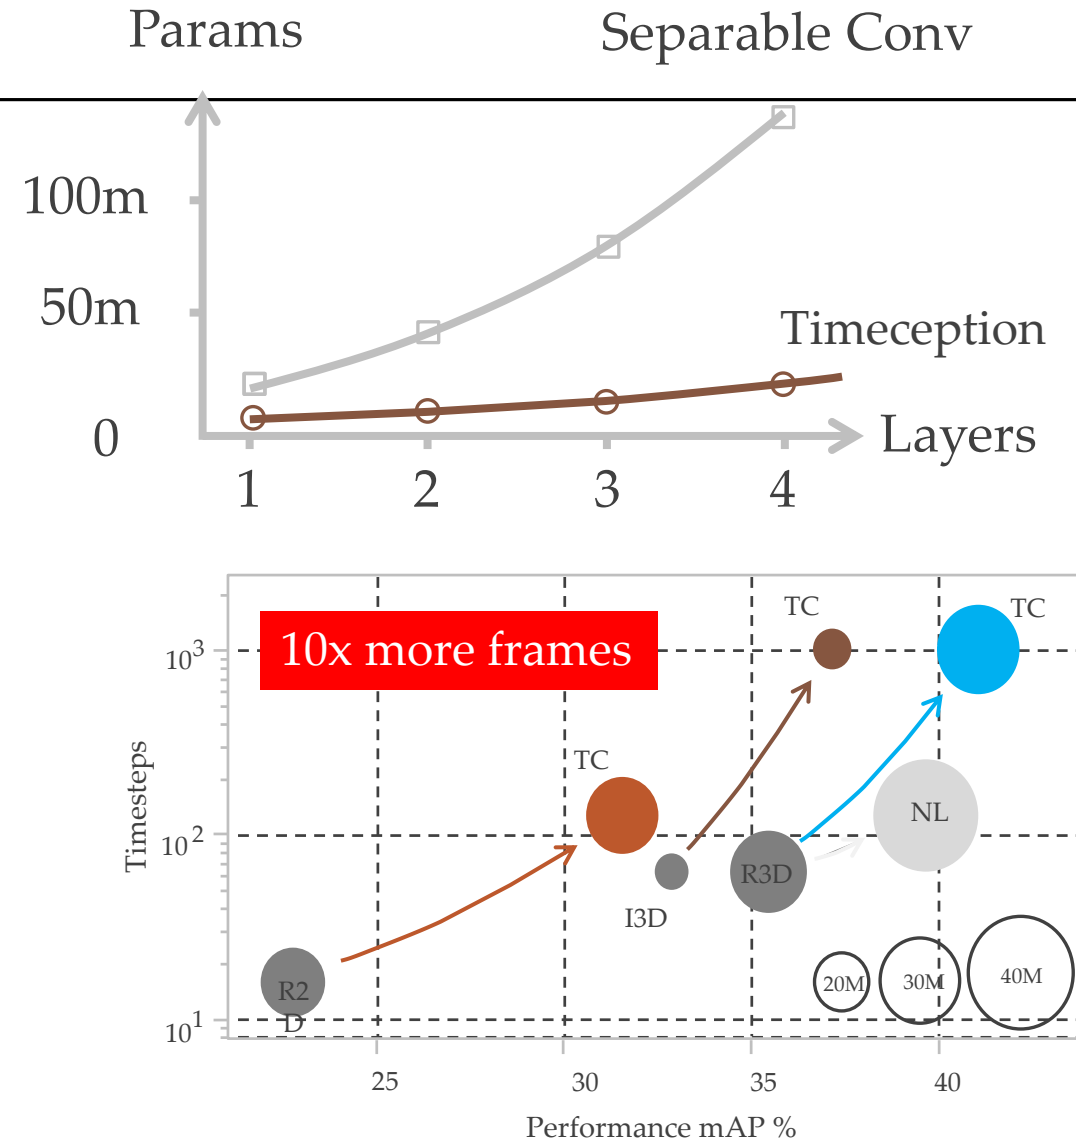 Params
Separable Conv
100m
50m
Timeception
0
Layers
1 2 3 4
TC
TC
10x more frames
10³
TC
NL
Timesteps
10²
R3D
I3D
R2
D
20M 30M 40M
10¹
25 30 35 40
Performance mAP %